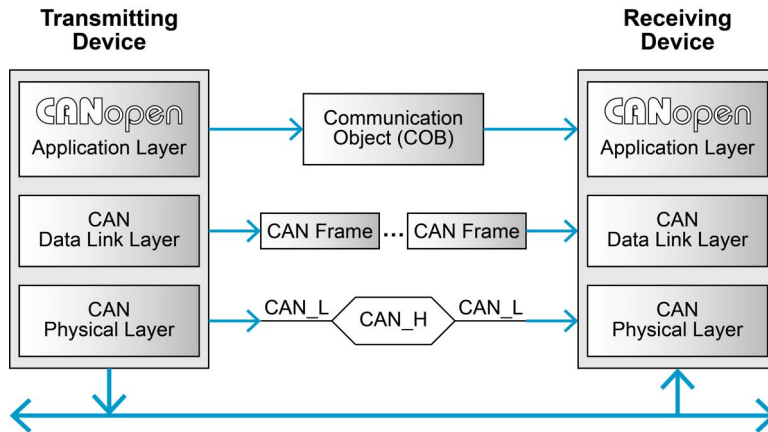 Transmitting
Device
Receiving
Device
CANopen
Application Layer
Communication
Object (COB)
CANopen
Application Layer
CAN
Data Link Layer
CAN Frame
...
CAN Frame
CAN
Data Link Layer
CAN
Physical Layer
CAN_L
CAN_H
CAN_L
CAN
Physical Layer